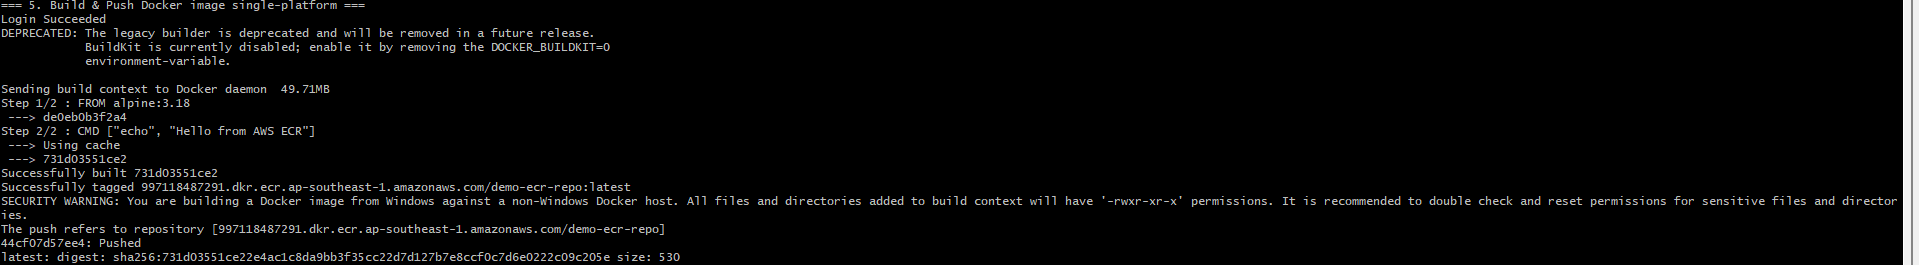 === 5. Build & Push Docker image single-platform ===
Login Succeeded
DEPRECATED: The legacy builder is deprecated and will be removed in a future release.
            BuildKit is currently disabled; enable it by removing the DOCKER_BUILDKIT=0
            environment-variable.

Sending build context to Docker daemon  49.71MB
Step 1/2 : FROM alpine:3.18
 ---> de0eb0b3f2a4
Step 2/2 : CMD ["echo", "Hello from AWS ECR"]
 ---> Using cache
 ---> 731d03551ce2
Successfully built 731d03551ce2
Successfully tagged 997118487291.dkr.ecr.ap-southeast-1.amazonaws.com/demo-ecr-repo:latest
SECURITY WARNING: You are building a Docker image from Windows against a non-Windows Docker host. All files and directories added to build context will have '-rwxr-xr-x' permissions. It is recommended to double check and reset permissions for sensitive files and director
ies.
The push refers to repository [997118487291.dkr.ecr.ap-southeast-1.amazonaws.com/demo-ecr-repo]
44cf07d57ee4: Pushed
latest: digest: sha256:731d03551ce22e4ac1c8da9bb3f35cc22d7d127b7e8ccf0c7d6e0222c09c205e size: 530